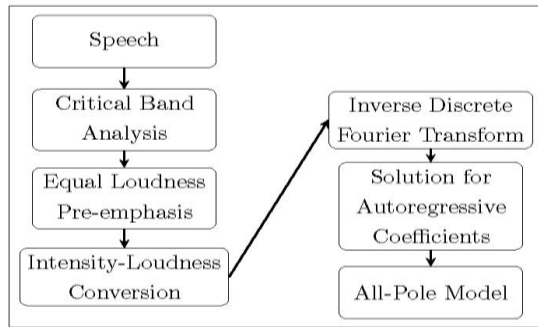 Speech
Critical Band
Analysis
Equal Loudness
Pre-emphasis
Intensity-Loudness
Conversion
Inverse Discrete
Fourier Transform
Solution for
Autoregressive
Coefficients
All-Pole Model